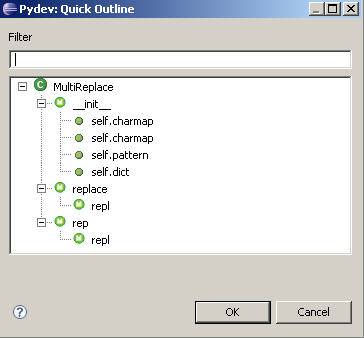 Pydev: Quick Outline
Filter
C MultiReplace
M __init__
self.charmap
self.charmap
self.pattern
self.dict
M replace
M repl
M rep
M repl
?
OK Cancel